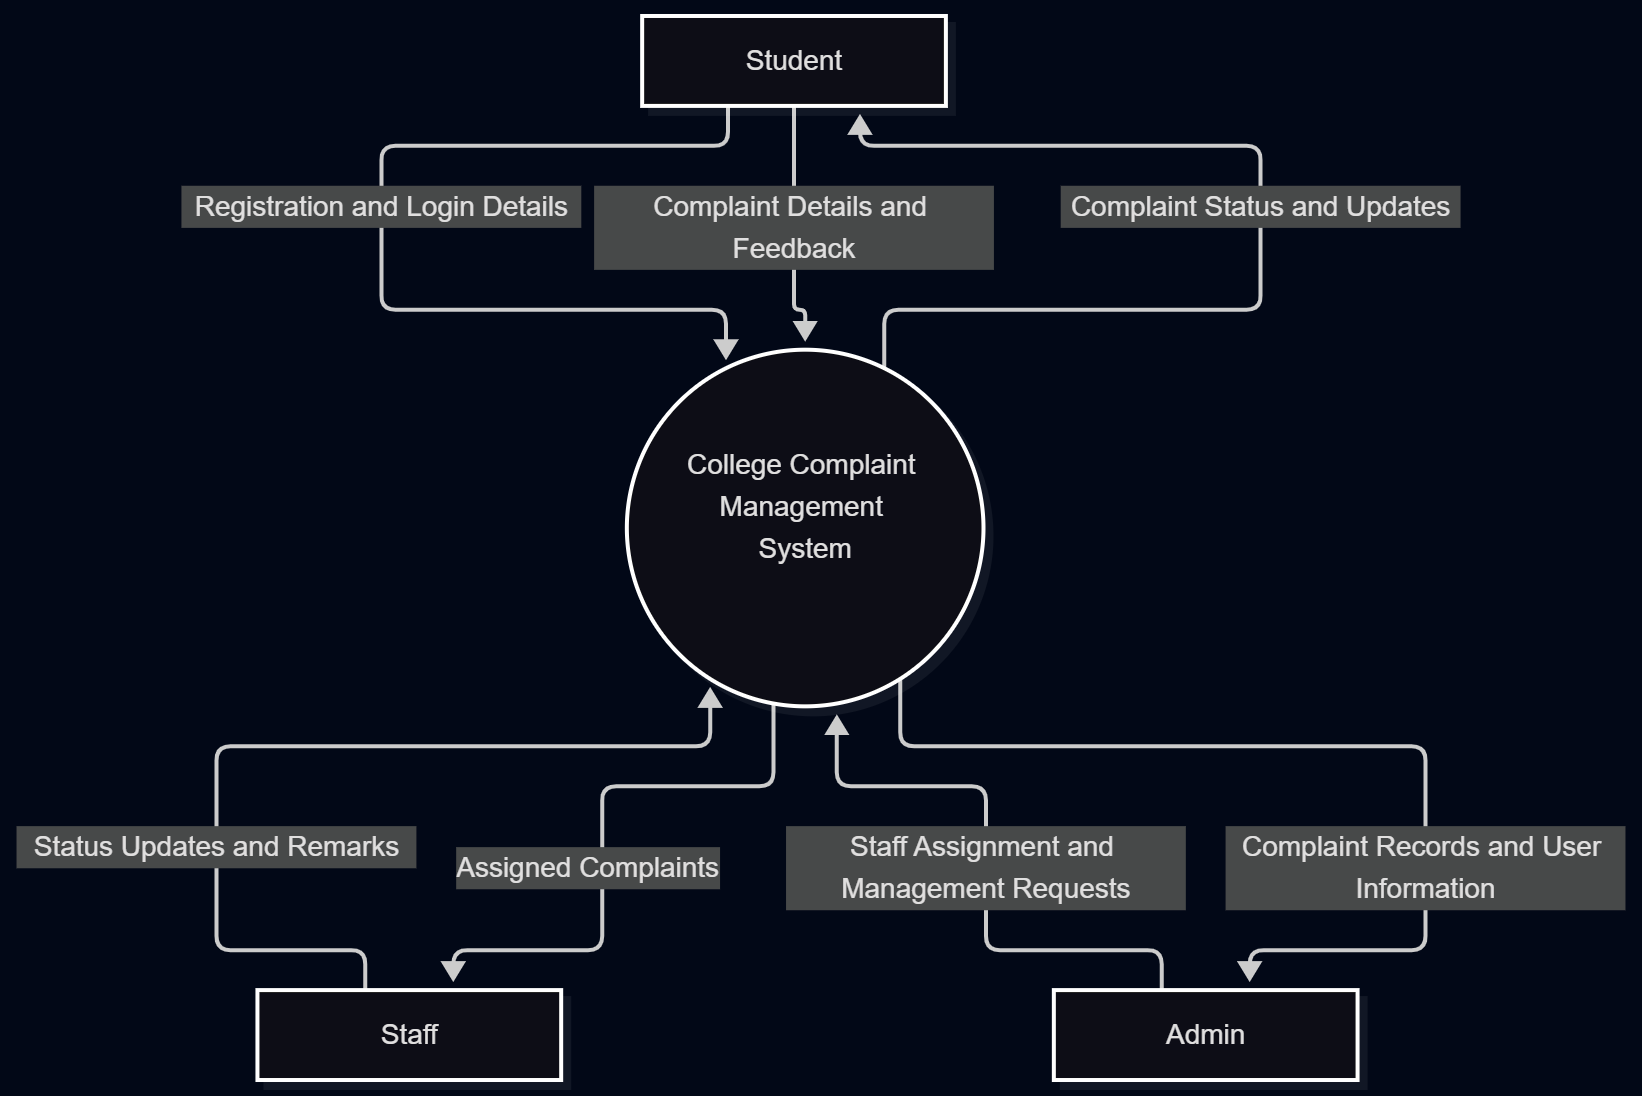 Student
Registration and Login Details
Complaint Details and
Feedback
Complaint Status and Updates
College Complaint
Management
System
Status Updates and Remarks
Assigned Complaints
Staff Assignment and
Management Requests
Complaint Records and User
Information
Staff
Admin